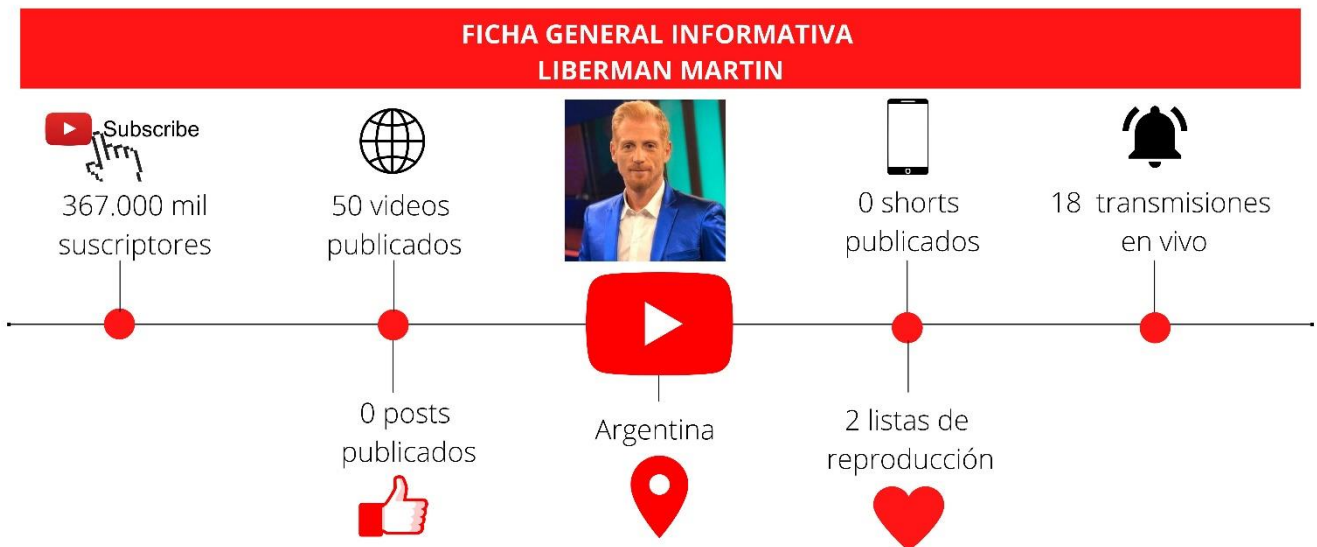 FICHA GENERAL INFORMATIVA
LIBERMAN MARTIN
Subscribe
367.000 mil
suscriptores
50 videos
publicados
0 shorts
publicados
18 transmisiones
en vivo
0 posts
publicados
Argentina
2 listas de
reproducción